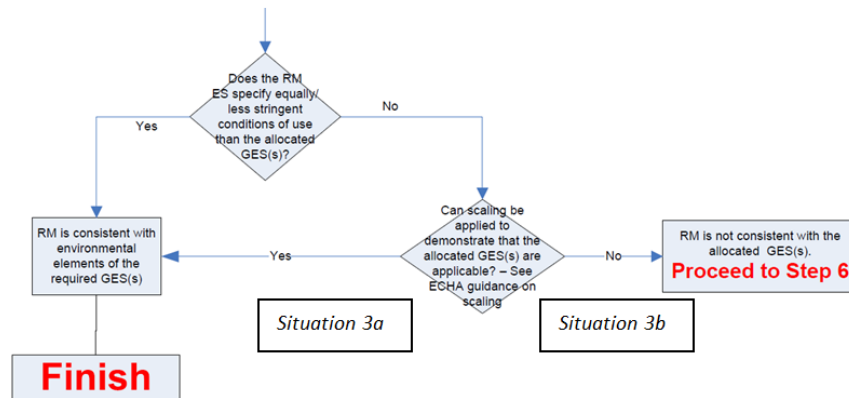 Does the RM
ES specify equally/
less stringent
conditions of use
than the allocated
GES(s)?
Yes
No
RM is consistent with
environmental
elements of the
required GES(s)
Yes
Can scaling be
applied to
demonstrate that the
allocated GES(s) are
applicable? – See
ECHA guidance on
scaling
No
RM is not consistent with the
allocated GES(s).
Proceed to Step 6
Situation 3a
Situation 3b
Finish